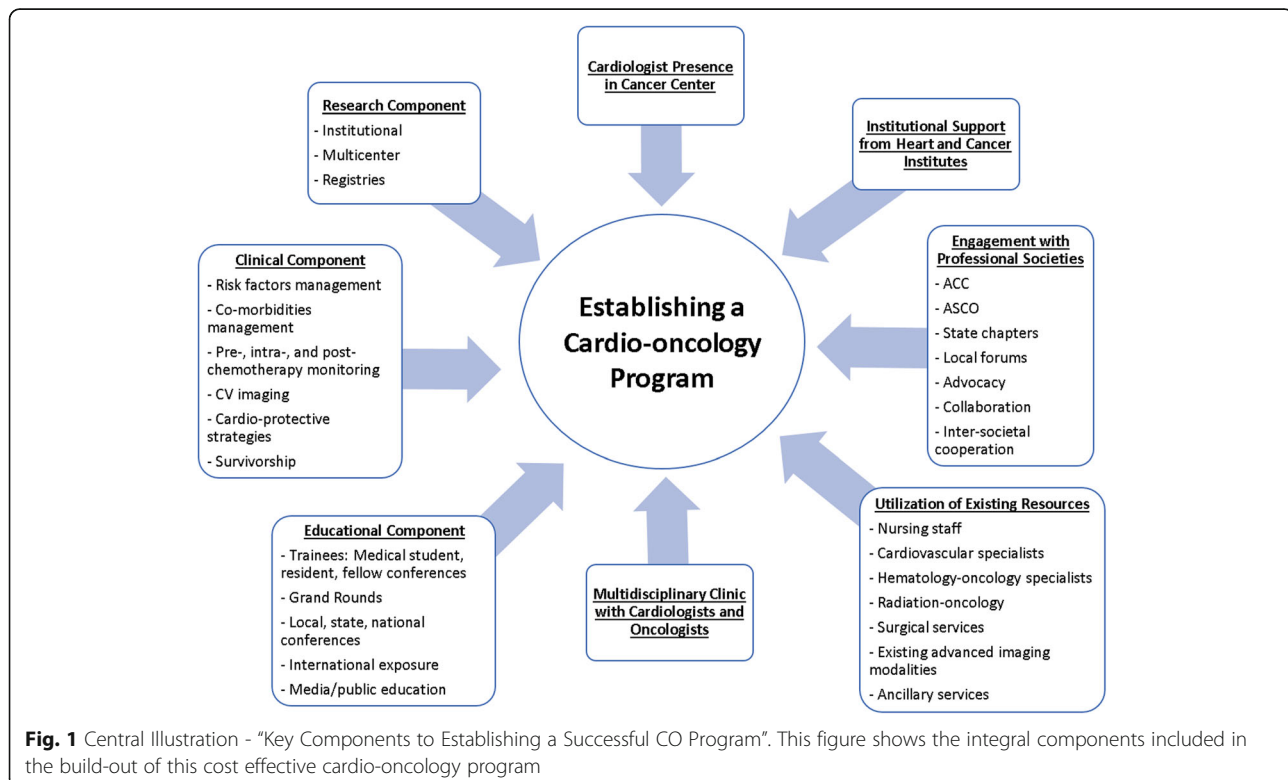 Cardiologist Presence
in Cancer Center
Research Component
- Institutional
- Multicenter
- Registries
Institutional Support
from Heart and Cancer
Institutes
Clinical Component
- Risk factors management
- Co-morbidities
management
- Pre-, intra-, and post-
chemotherapy monitoring
- CV imaging
- Cardio-protective
strategies
- Survivorship
Establishing a
Cardio-oncology
Program
Engagement with
Professional Societies
- ACC
- ASCO
- State chapters
- Local forums
- Advocacy
- Collaboration
- Inter-societal
cooperation
Educational Component
- Trainees: Medical student,
resident, fellow conferences
- Grand Rounds
- Local, state, national
conferences
- International exposure
- Media/public education
Multidisciplinary Clinic
with Cardiologists and
Oncologists
Utilization of Existing Resources
- Nursing staff
- Cardiovascular specialists
- Hematology-oncology specialists
- Radiation-oncology
- Surgical services
- Existing advanced imaging
modalities
- Ancillary services
Fig. 1 Central Illustration - “Key Components to Establishing a Successful CO Program”. This figure shows the integral components included in
the build-out of this cost effective cardio-oncology program